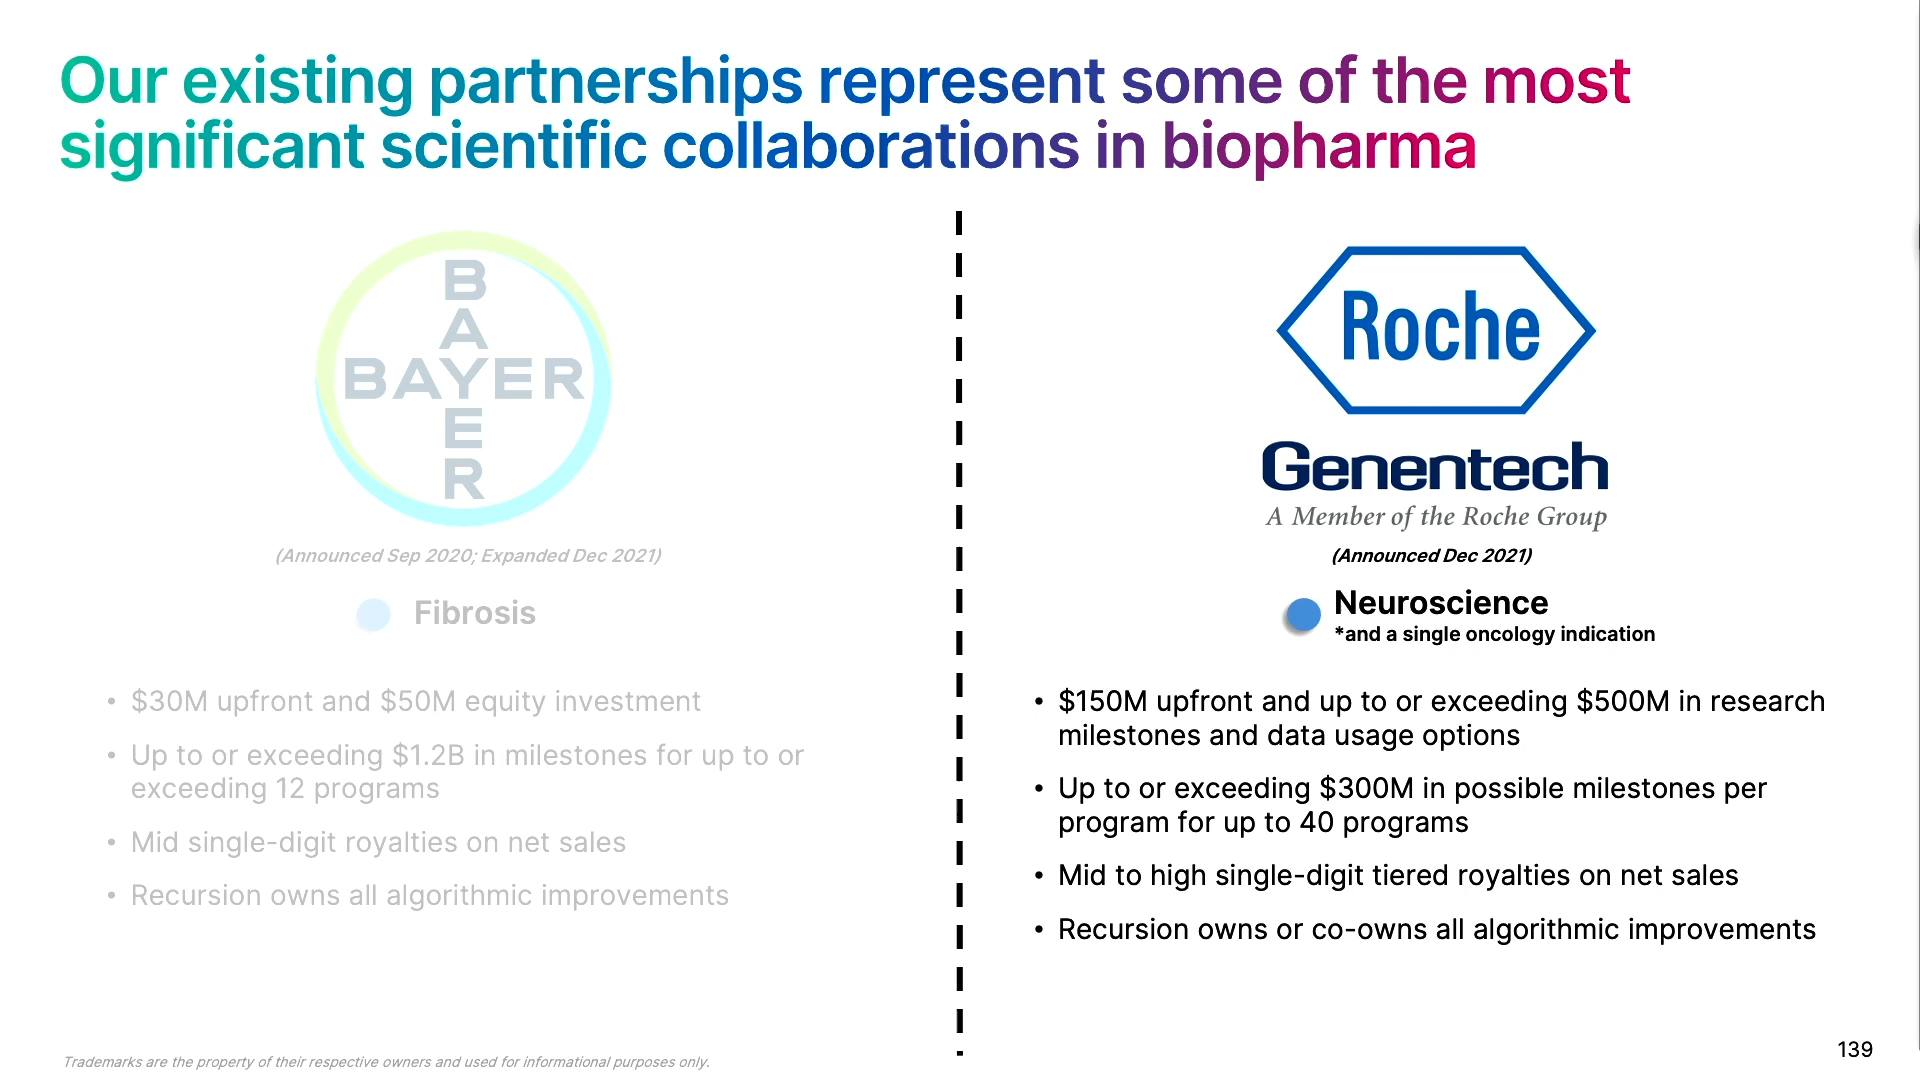 Our existing partnerships represent some of the most
significant scientific collaborations in biopharma
B
A
BAYER
E
R
(Announced Sep 2020; Expanded Dec 2021)
Fibrosis
• $30M upfront and $50M equity investment
• Up to or exceeding $1.2B in milestones for up to or
exceeding 12 programs
• Mid single-digit royalties on net sales
• Recursion owns all algorithmic improvements
Roche
Genentech
A Member of the Roche Group
(Announced Dec 2021)
Neuroscience
*and a single oncology indication
• $150M upfront and up to or exceeding $500M in research
milestones and data usage options
• Up to or exceeding $300M in possible milestones per
program for up to 40 programs
• Mid to high single-digit tiered royalties on net sales
• Recursion owns or co-owns all algorithmic improvements
Trademarks are the property of their respective owners and used for informational purposes only.
139